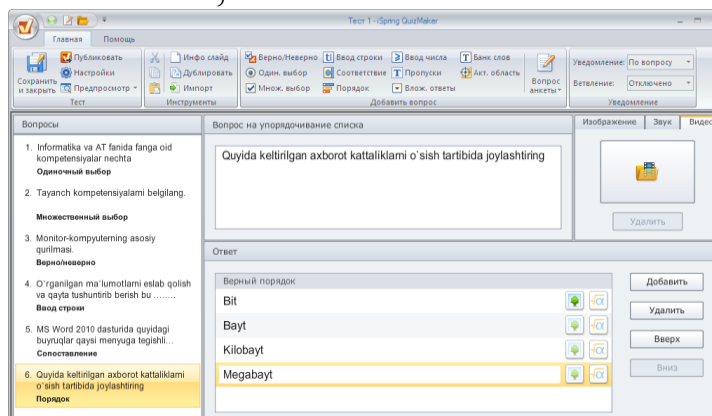 Тест 1 - iSpring QuizMaker
Главная Помощь
Сохранить и закрыть
Публиковать
Настройки
Предпросмотр
Тест
Инфо слайд
Дублировать
Импорт
Инструменты
Верно/Неверно
Один. выбор
Множ. выбор
Ввод строки
Соответствие
Порядок
Ввод числа
Пропуски
Влож. ответы
Банк слов
Акт. область
Вопрос анкеты
Добавить вопрос
Уведомление: По вопросу
Ветвление: Отключено
Уведомление
Вопросы
1. Informatika va AT fanida fanga oid
kompetensiyalar nechta
Одиночный выбор
2. Tayanch kompetensiyalarni belgilang.
Множественный выбор
3. Monitor-kompyuterning asosiy
qurilmasi.
Верно/неверно
4. O'rganilgan ma'lumotlarni eslab qolish
va qayta tushuntirib berish bu ........
Ввод строки
5. MS Word 2010 dasturida quyidagi
buyruqlar qaysi menyuga tegishli...
Сопоставление
6. Quyida keltirilgan axborot kattaliklarni
o'sish tartibida joylashtiring
Порядок
Вопрос на упорядочивание списка
Quyida keltirilgan axborot kattaliklarni o`sish tartibida joylashtiring
Изображение Звук Видео
Удалить
Ответ
Верный порядок
Bit
Bayt
Kilobayt
Megabayt
Добавить
Удалить
Вверх
Вниз